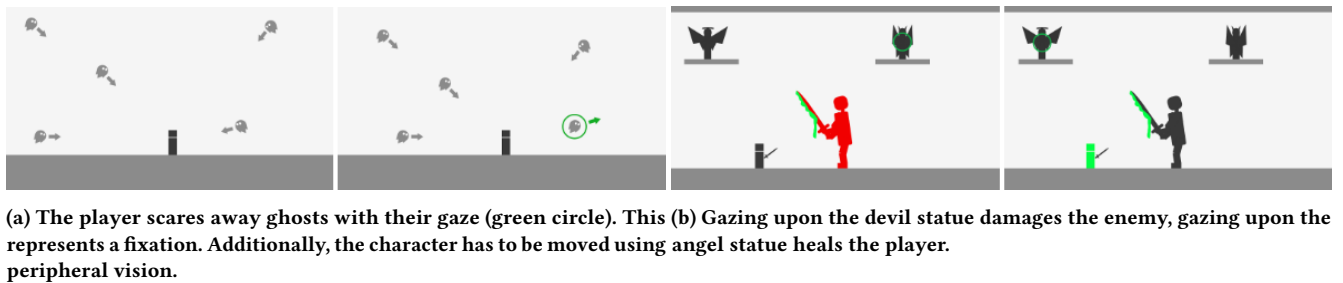 (a) The player scares away ghosts with their gaze (green circle). This
represents a fixation. Additionally, the character has to be moved using
peripheral vision.
(b) Gazing upon the devil statue damages the enemy, gazing upon the
angel statue heals the player.